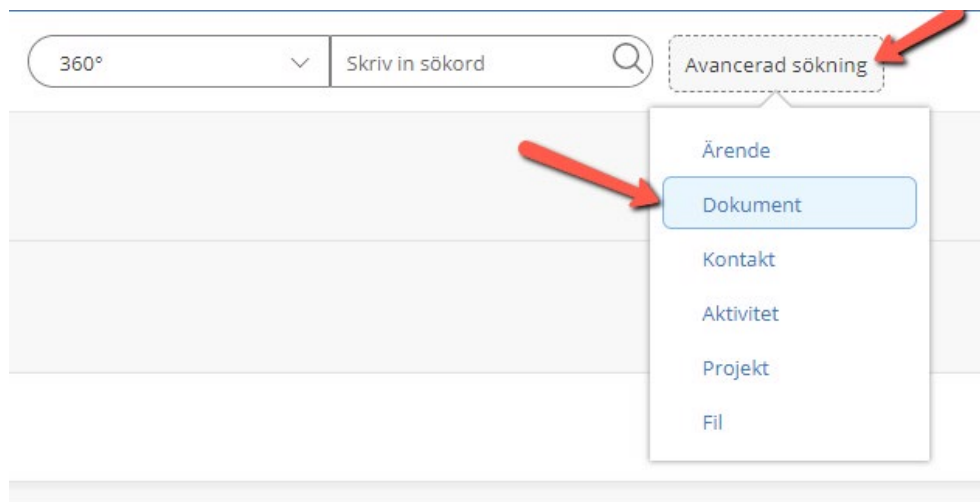 360°
Skriv in sökord
Avancerad sökning
Ärende
Dokument
Kontakt
Aktivitet
Projekt
Fil